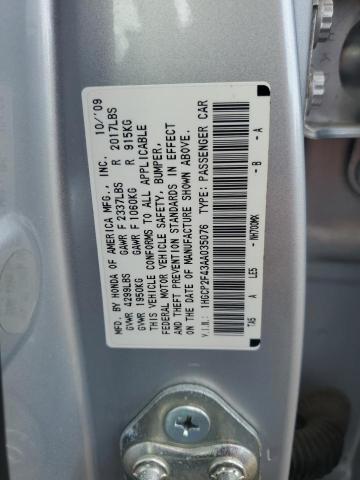 MFD. BY HONDA OF AMERICA MFG., INC. 10/'09
GVWR 4299LBS GAWR F 2337LBS R 2017LBS
GVWR 1950KG GAWR F 1060KG R 915KG
THIS VEHICLE CONFORMS TO ALL APPLICABLE
FEDERAL MOTOR VEHICLE SAFETY, BUMPER,
AND THEFT PREVENTION STANDARDS IN EFFECT
ON THE DATE OF MANUFACTURE SHOWN ABOVE.
V.I.N.: 1HGCP2F43AA035076 TYPE: PASSENGER CAR
TA5 A LES - NH700MX - B - A